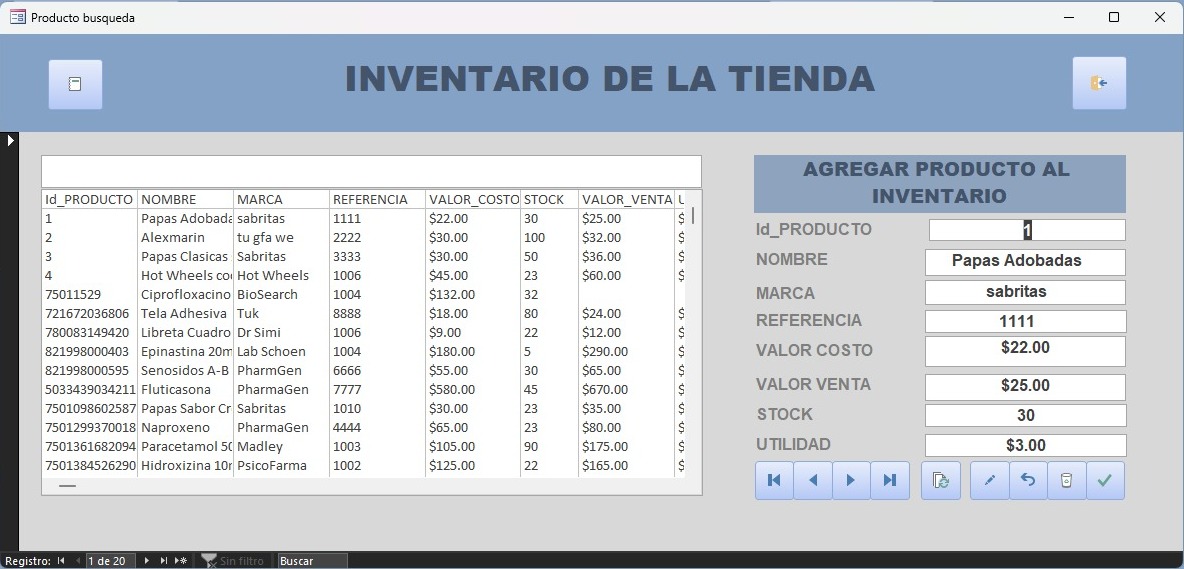 Producto busqueda
INVENTARIO DE LA TIENDA
Id_PRODUCTO NOMBRE MARCA REFERENCIA VALOR_COSTO STOCK VALOR_VENTA U
1 Papas Adobada sabritas 1111 $22.00 30 $25.00 $
2 Alexmarin tu gfa we 2222 $30.00 100 $32.00 $
3 Papas Clasicas Sabritas 3333 $30.00 50 $36.00 $
4 Hot Wheels co Hot Wheels 1006 $45.00 23 $60.00 $
75011529 Ciprofloxacino BioSearch 1004 $132.00 32
721672036806 Tela Adhesiva Tuk 8888 $18.00 80 $24.00 $
780083149420 Libreta Cuadro Dr Simi 1006 $9.00 22 $12.00 $
821998000403 Epinastina 20m Lab Schoen 1004 $180.00 5 $290.00 $
821998000595 Senosidos A-B PharmGen 6666 $55.00 30 $65.00 $
5033439034211 Fluticasona PharmaGen 7777 $580.00 45 $670.00 $
7501098602587 Papas Sabor Cr Sabritas 1010 $30.00 23 $35.00 $
7501299370018 Naproxeno PharmaGen 4444 $65.00 23 $80.00 $
7501361682094 Paracetamol 50 Madley 1003 $105.00 90 $175.00 $
7501384526290 Hidroxizina 10m PsicoFarma 1002 $125.00 22 $165.00 $
AGREGAR PRODUCTO AL
INVENTARIO
Id_PRODUCTO 1
NOMBRE Papas Adobadas
MARCA sabritas
REFERENCIA 1111
VALOR COSTO $22.00
VALOR VENTA $25.00
STOCK 30
UTILIDAD $3.00
Registro: 1 de 20 Sin filtro Buscar